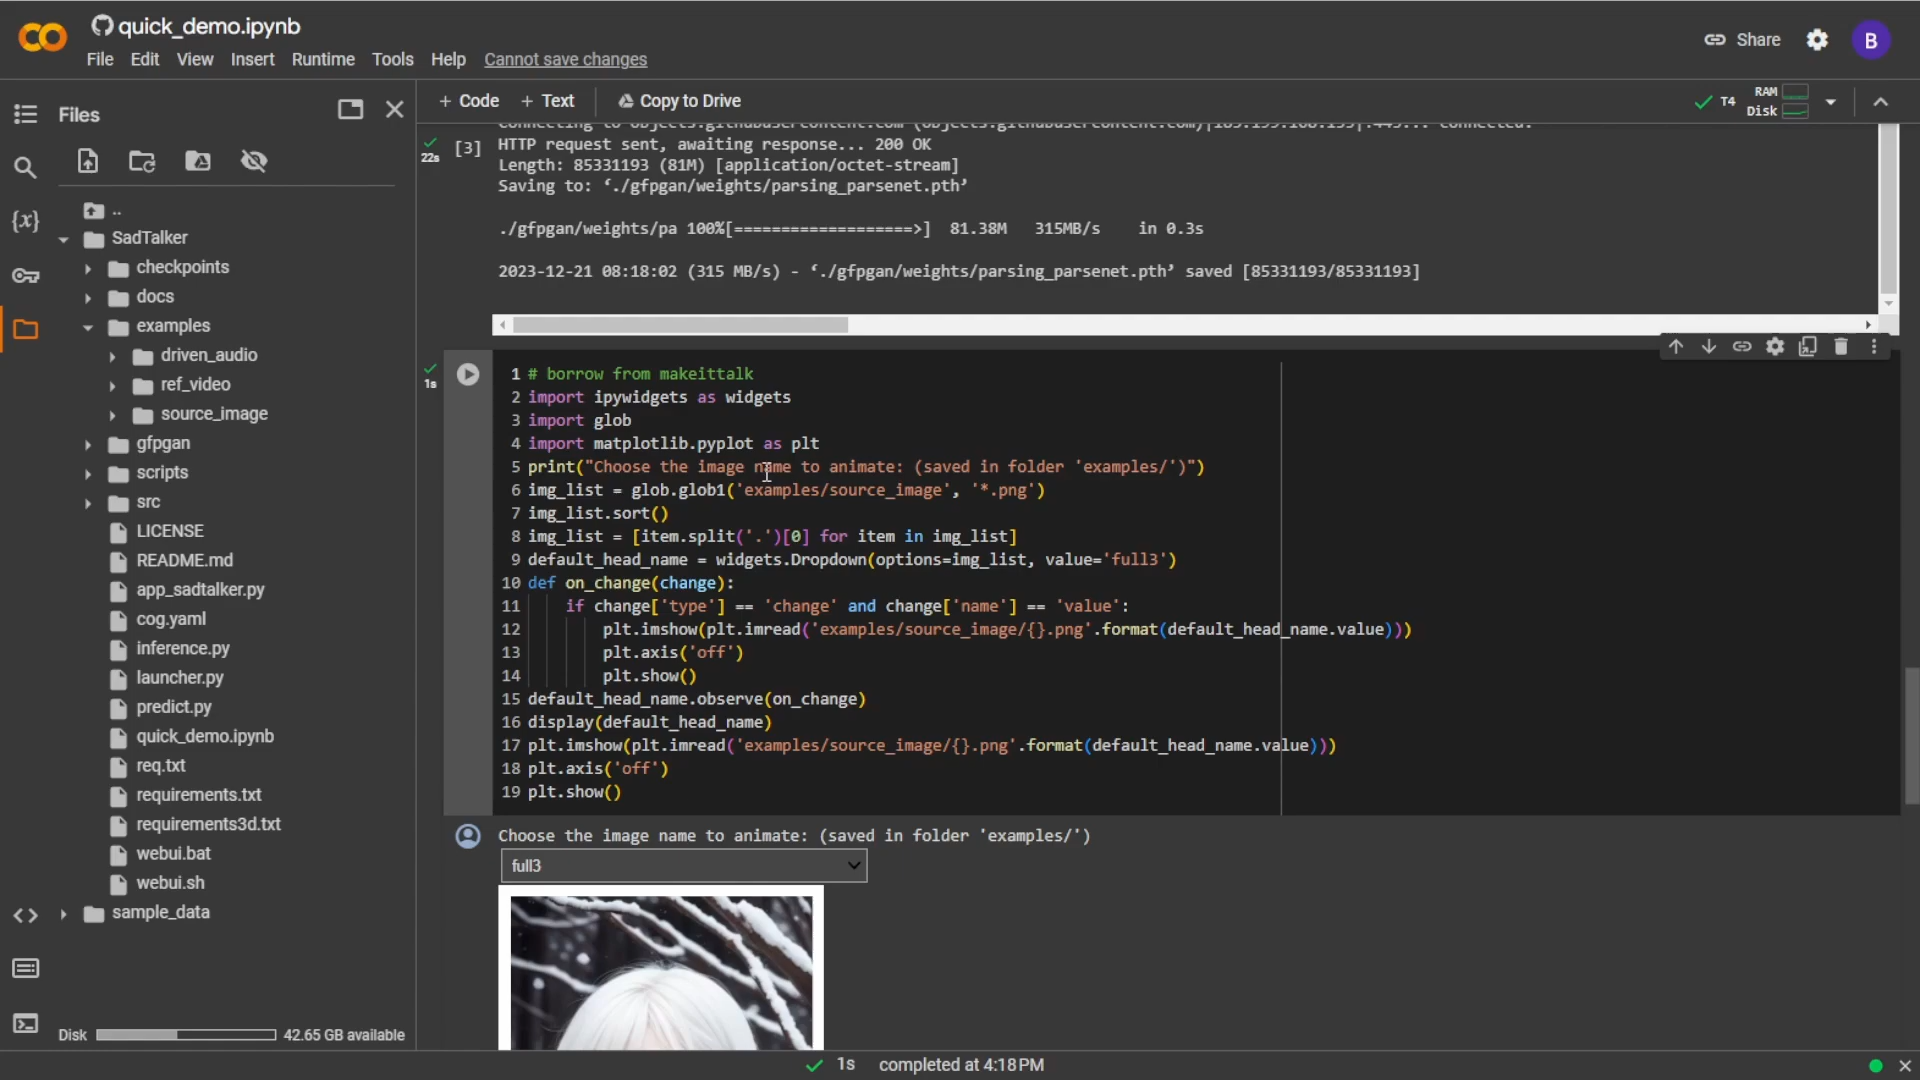 quick_demo.ipynb
File Edit View Insert Runtime Tools Help Cannot save changes
Share
B
Files
+ Code + Text Copy to Drive
T4 RAM
Disk
..
SadTalker
checkpoints
docs
examples
driven_audio
ref_video
source_image
gfpgan
scripts
src
LICENSE
README.md
app_sadtalker.py
cog.yaml
inference.py
launcher.py
predict.py
quick_demo.ipynb
req.txt
requirements.txt
requirements3d.txt
webui.bat
webui.sh
sample_data
Disk 42.65 GB available
22s [3] HTTP request sent, awaiting response... 200 OK
Length: 85331193 (81M) [application/octet-stream]
Saving to: ‘./gfpgan/weights/parsing_parsenet.pth’
./gfpgan/weights/pa 100%[===================>] 81.38M 315MB/s in 0.3s
2023-12-21 08:18:02 (315 MB/s) - ‘./gfpgan/weights/parsing_parsenet.pth’ saved [85331193/85331193]
1s
1 # borrow from makeittalk
2 import ipywidgets as widgets
3 import glob
4 import matplotlib.pyplot as plt
5 print("Choose the image name to animate: (saved in folder 'examples/')")
6 img_list = glob.glob1('examples/source_image', '*.png')
7 img_list.sort()
8 img_list = [item.split('.')[0] for item in img_list]
9 default_head_name = widgets.Dropdown(options=img_list, value='full3')
10 def on_change(change):
11 if change['type'] == 'change' and change['name'] == 'value':
12 plt.imshow(plt.imread('examples/source_image/{}.png'.format(default_head_name.value)))
13 plt.axis('off')
14 plt.show()
15 default_head_name.observe(on_change)
16 display(default_head_name)
17 plt.imshow(plt.imread('examples/source_image/{}.png'.format(default_head_name.value)))
18 plt.axis('off')
19 plt.show()
Choose the image name to animate: (saved in folder 'examples/')
full3
1s completed at 4:18 PM